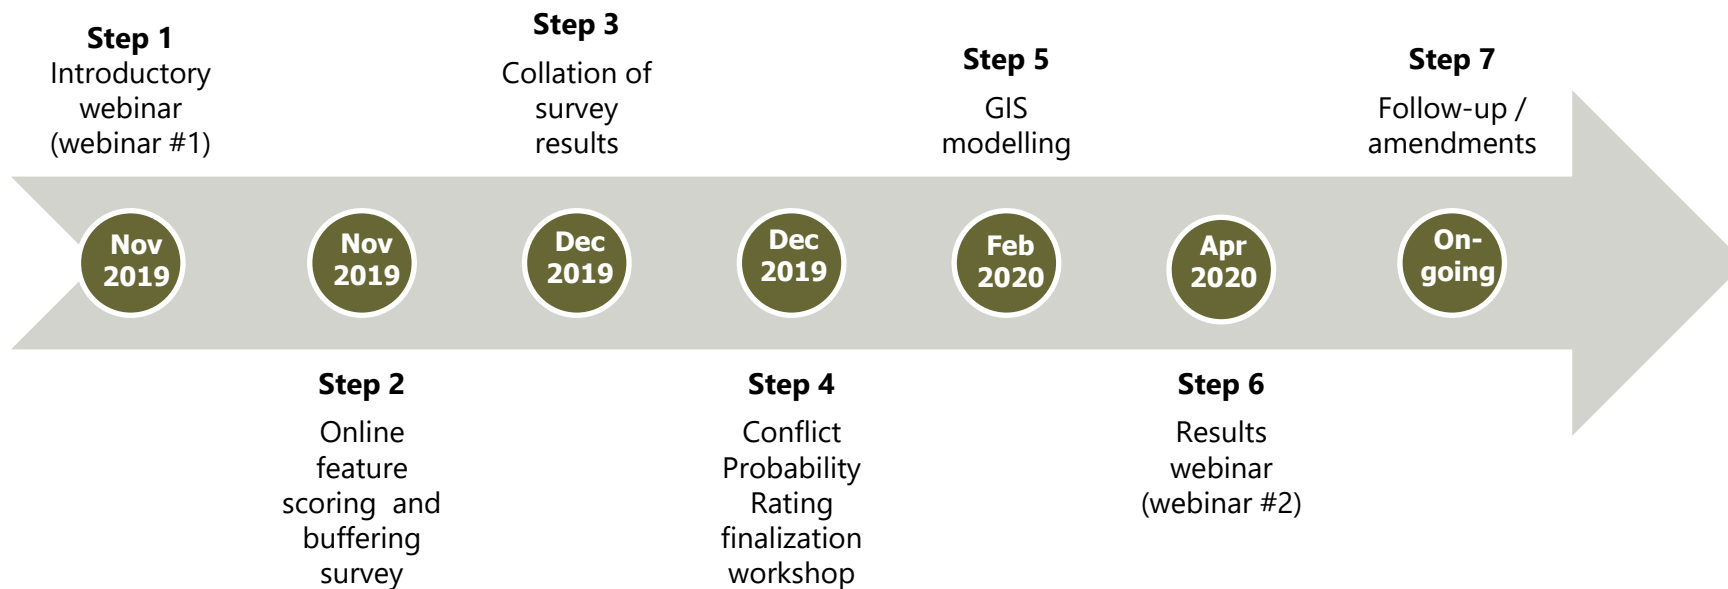 Step 1
Introductory
webinar
(webinar #1)
Nov
2019
Step 2
Online
feature
scoring and
buffering
survey
Nov
2019
Step 3
Collation of
survey
results
Dec
2019
Step 4
Conflict
Probability
Rating
finalization
workshop
Dec
2019
Step 5
GIS
modelling
Feb
2020
Step 6
Results
webinar
(webinar #2)
Apr
2020
Step 7
Follow-up /
amendments
On-
going